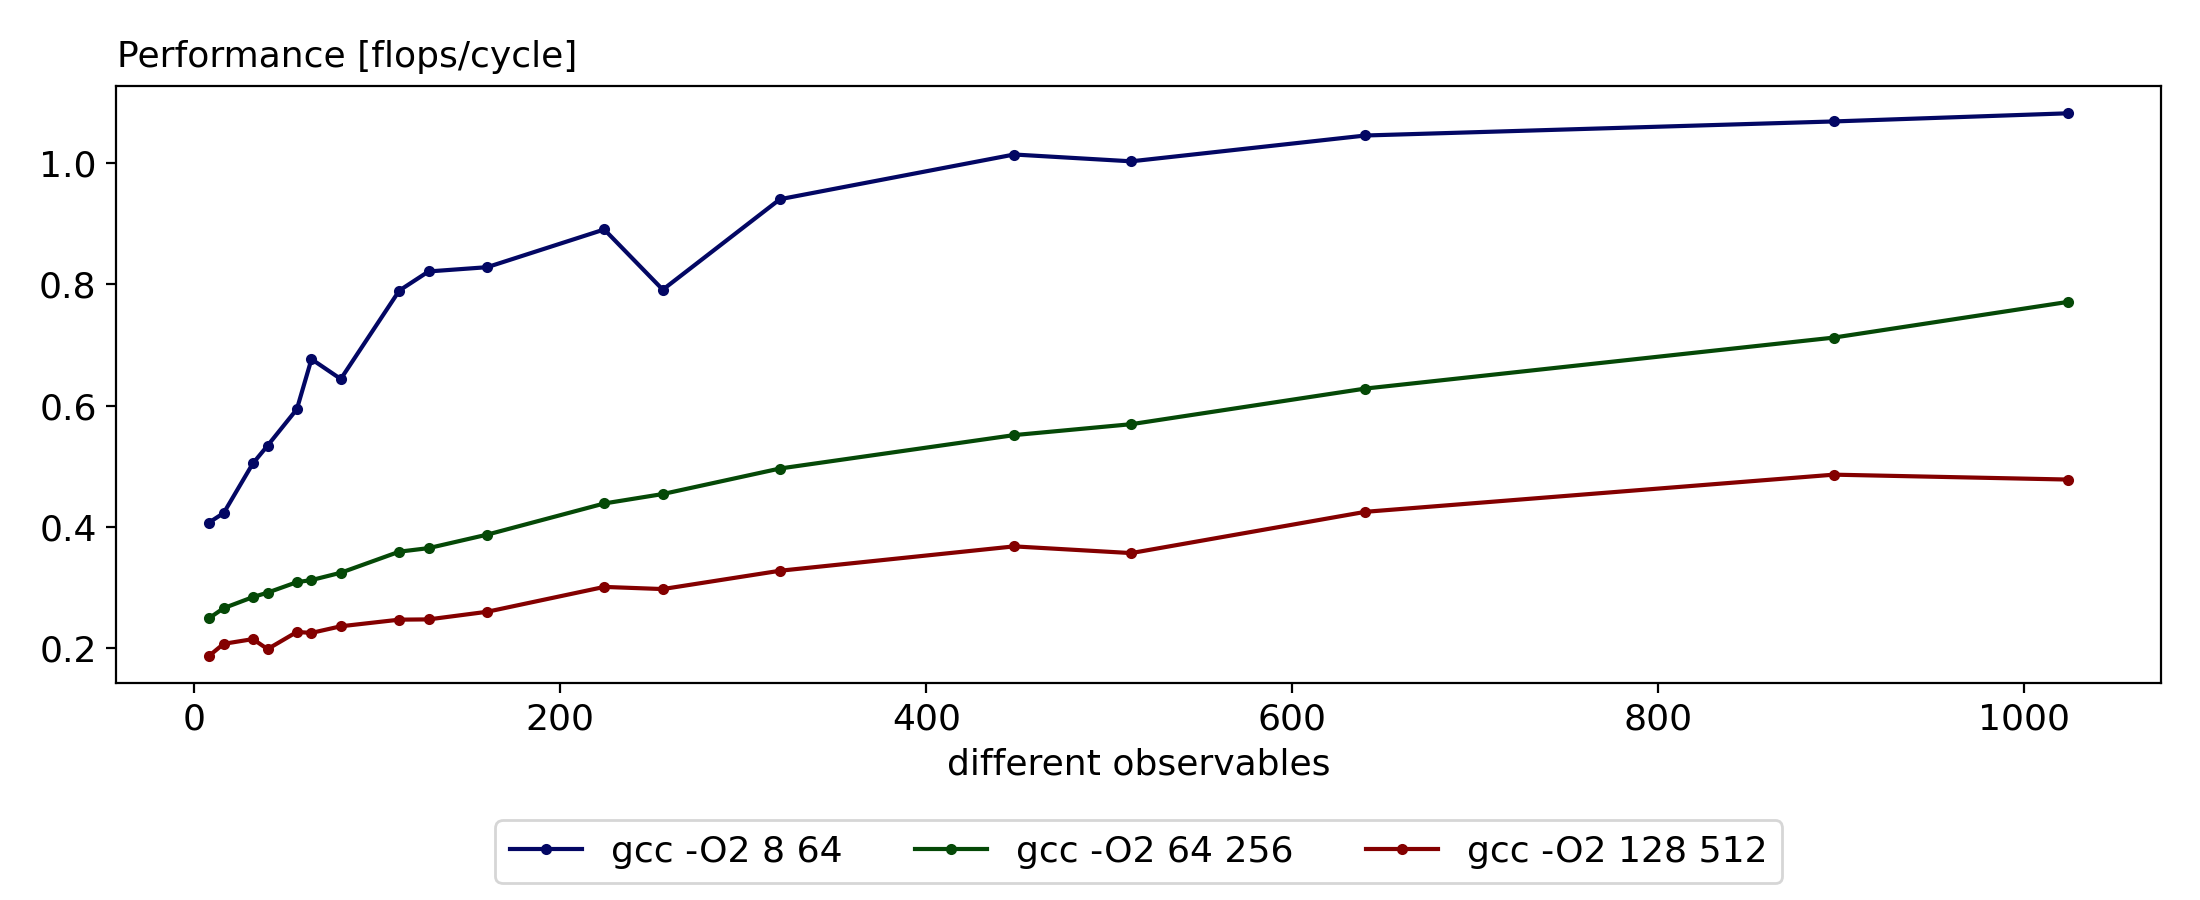 Performance [flops/cycle]
1.0
0.8
0.6
0.4
0.2
0 200 400 600 800 1000
different observables
gcc -O2 8 64 gcc -O2 64 256 gcc -O2 128 512